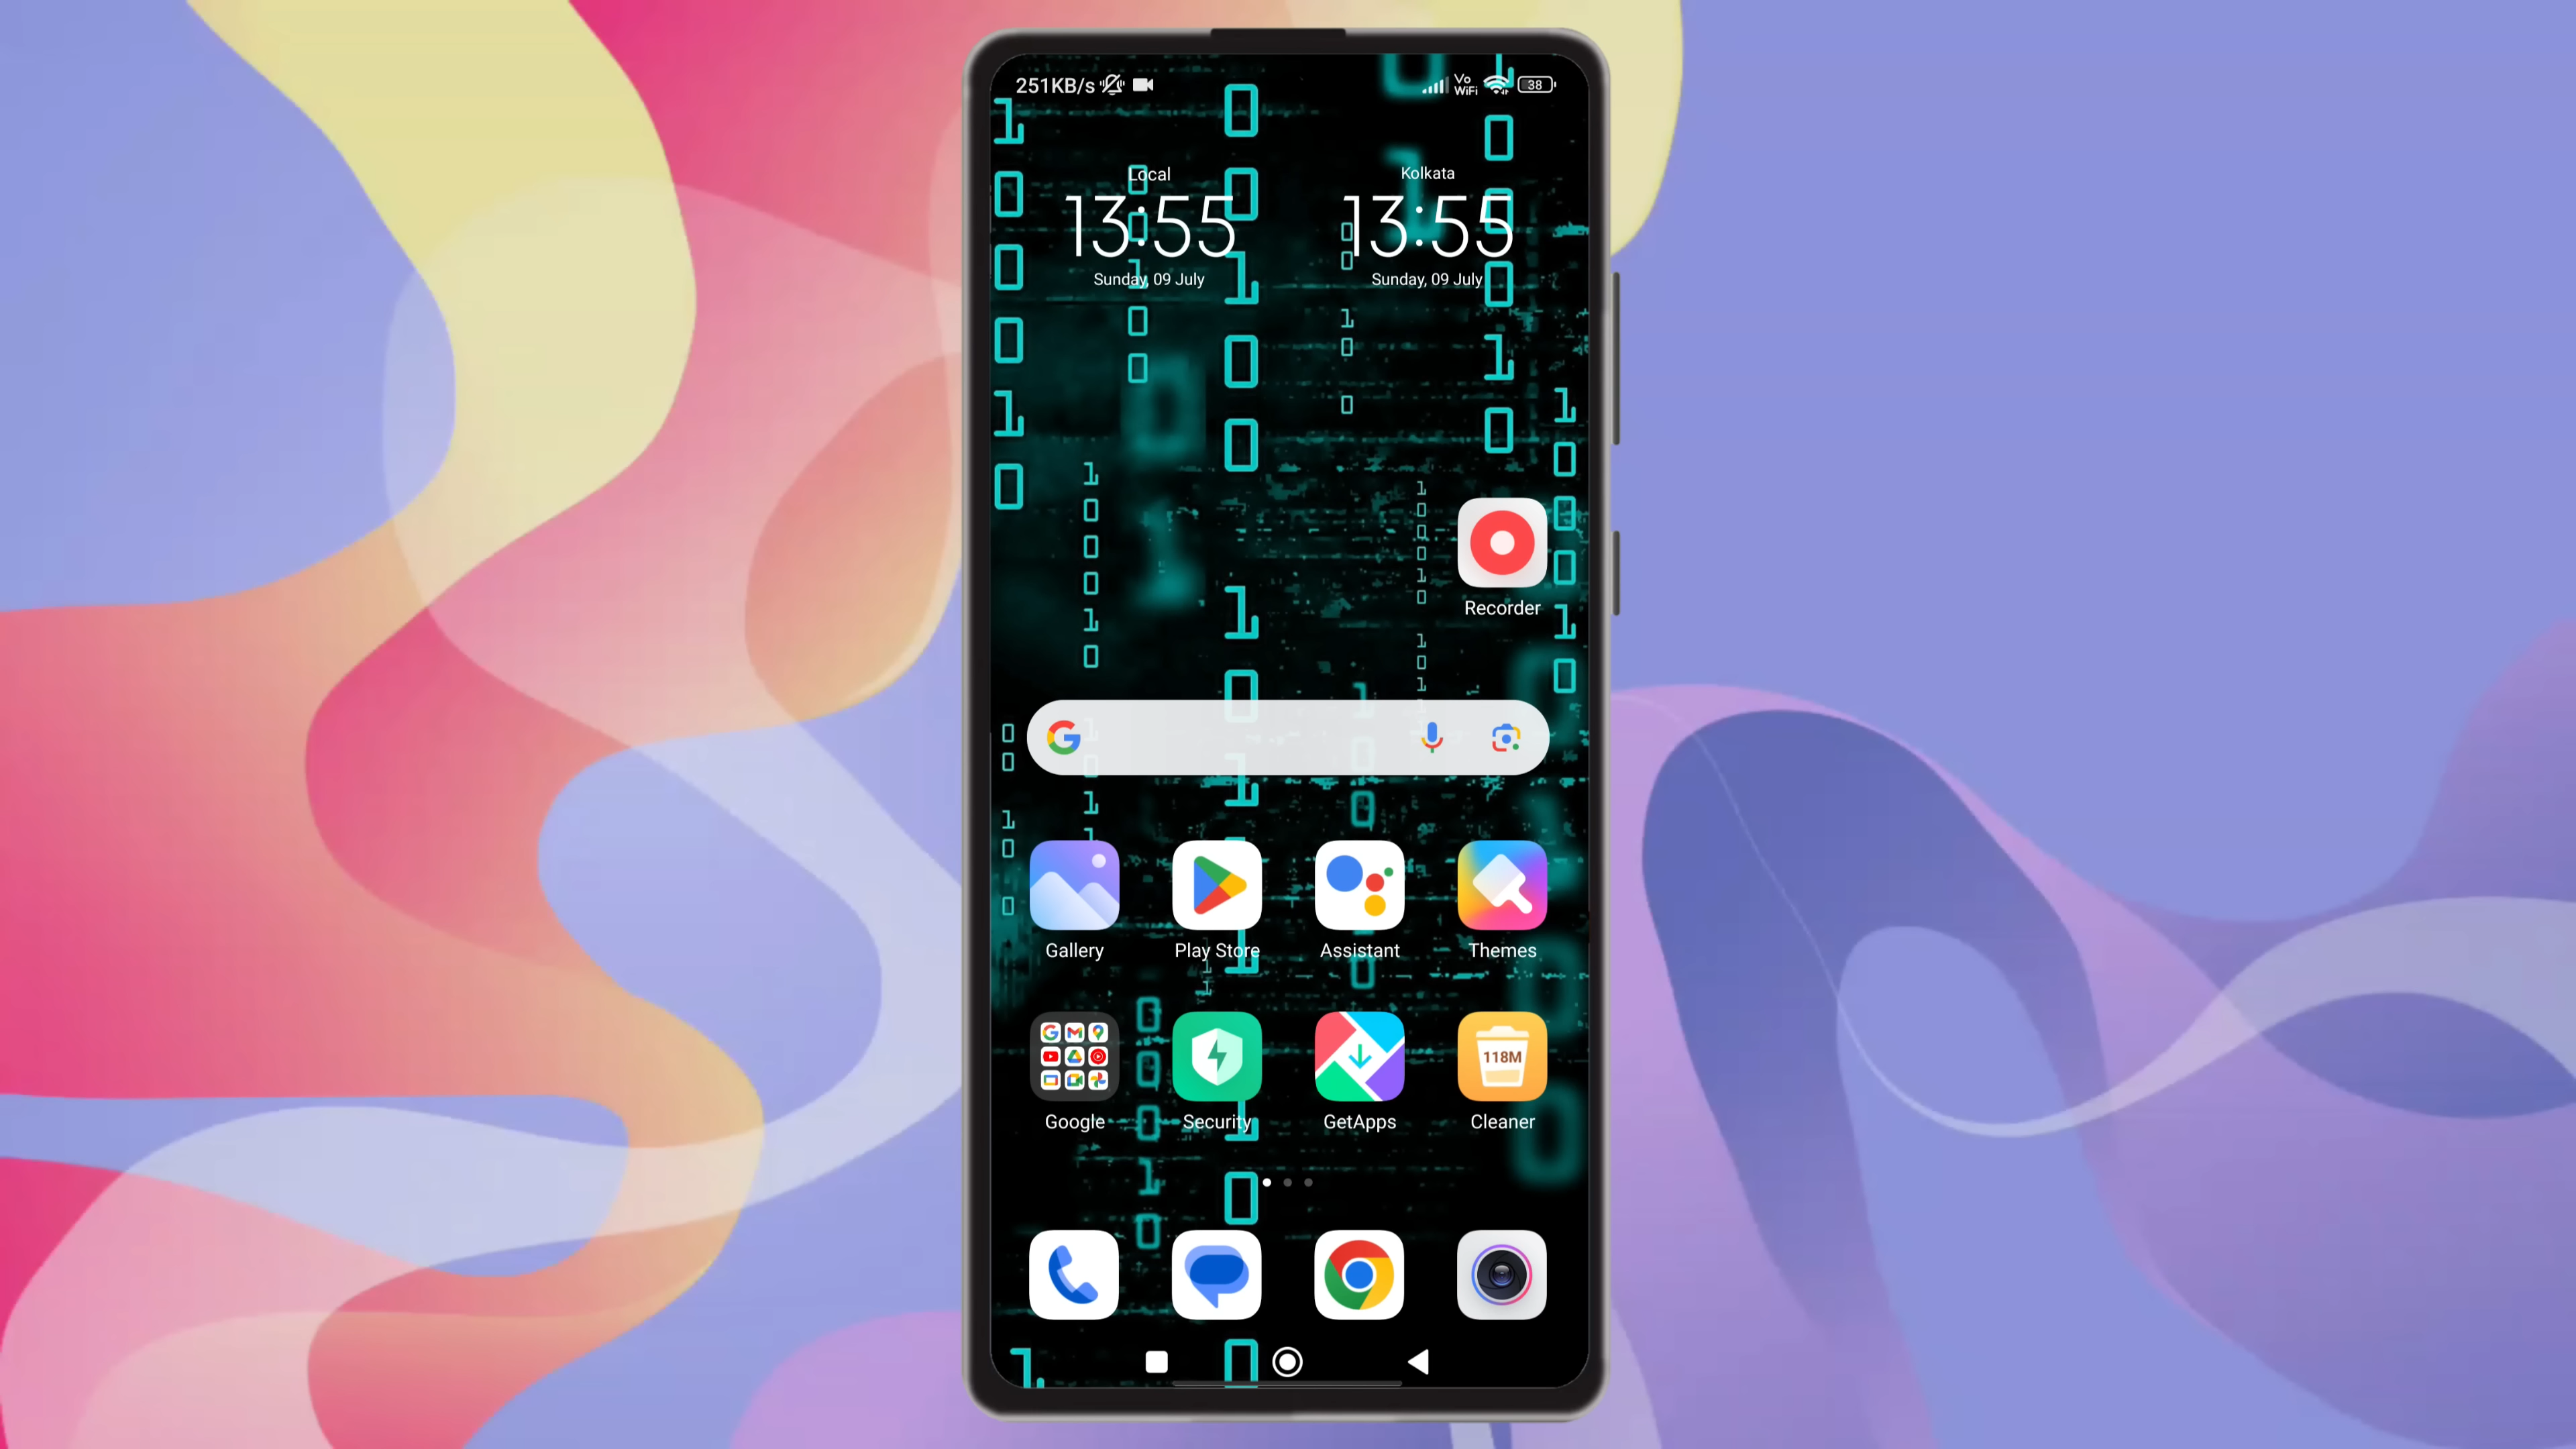 251KB/s
Vo
WiFi
38
Local
Kolkata
13:55
13:55
Sunday, 09 July
Sunday, 09 July
Recorder
Gallery
Play Store
Assistant
Themes
118M
Google
Security
GetApps
Cleaner